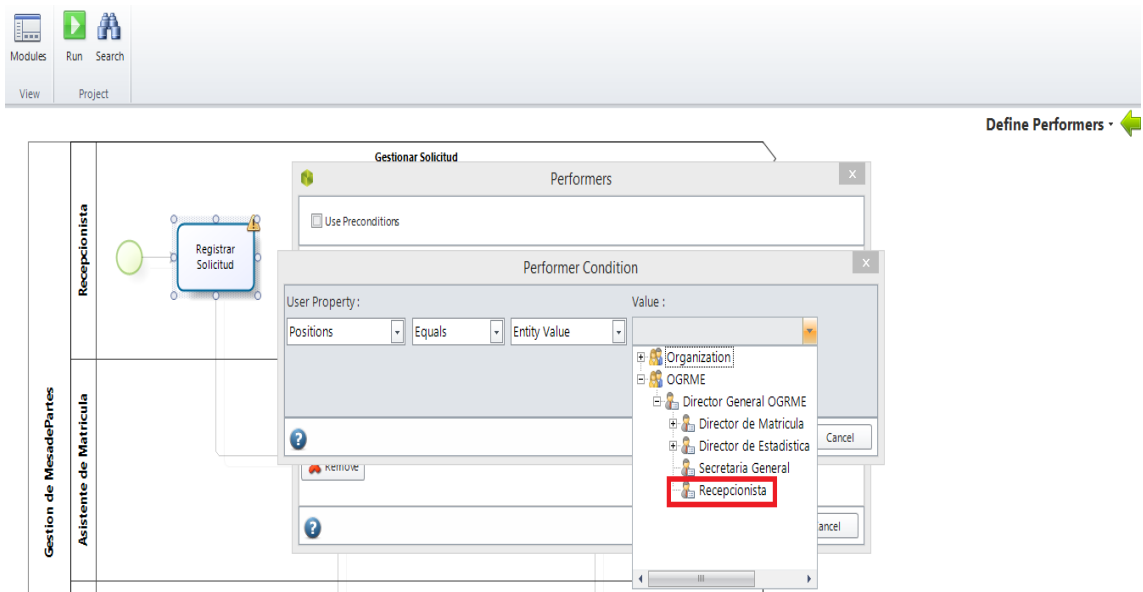 Modules
Run
Search
View
Project
Define Performers
Gestionar Solicitud
Performers
x
Use Preconditions
Recepcionista
Registrar
Solicitud
Performer Condition
x
User Property :
Value :
Positions
Equals
Entity Value
Organization
OGRME
Director General OGRME
Director de Matricula
Director de Estadistica
Secretaria General
Recepcionista
Cancel
Remove
ancel
Gestion de MesadePartes
Asistente de Matricula